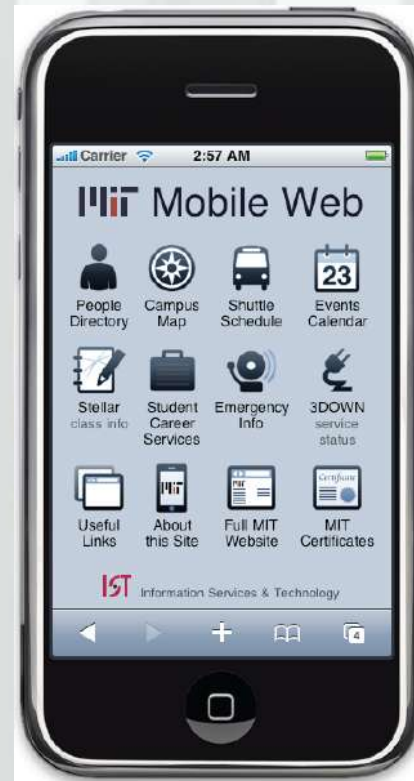 Carrier 2:57 AM
MIT Mobile Web
23
People Directory
Campus Map
Shuttle Schedule
Events Calendar
Stellar
class info
Student Career Services
Emergency Info
3DOWN
service status
MIT
Certificate
Useful Links
About this Site
Full MIT Website
MIT Certificates
IST Information Services & Technology
4